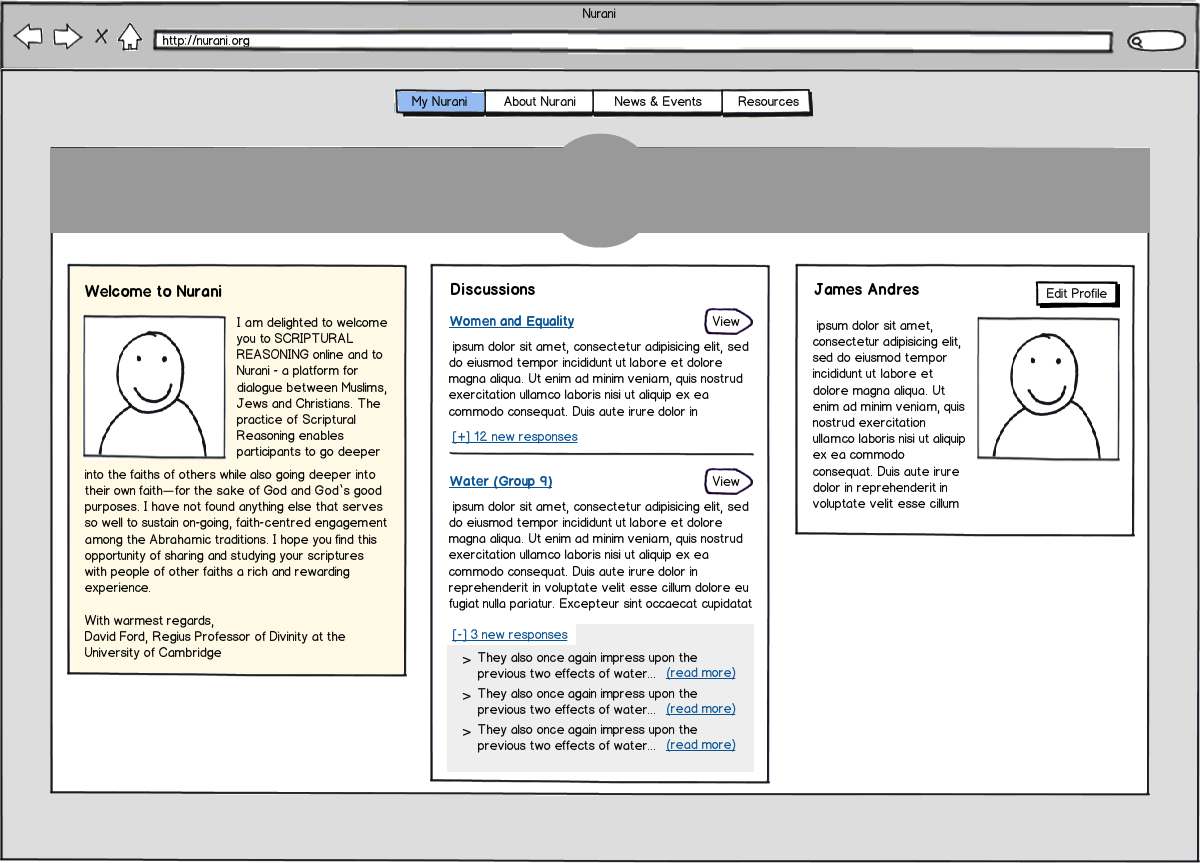 Nurani
http://nurani.org
My Nurani
About Nurani
News & Events
Resources
Welcome to Nurani
I am delighted to welcome
you to SCRIPTURAL
REASONING online and to
Nurani - a platform for
dialogue between Muslims,
Jews and Christians. The
practice of Scriptural
Reasoning enables
participants to go deeper
into the faiths of others while also going deeper into
their own faith—for the sake of God and God`s good
purposes. I have not found anything else that serves
so well to sustain on-going, faith-centred engagement
among the Abrahamic traditions. I hope you find this
opportunity of sharing and studying your scriptures
with people of other faiths a rich and rewarding
experience.
With warmest regards,
David Ford, Regius Professor of Divinity at the
University of Cambridge
Discussions
Women and Equality
View
ipsum dolor sit amet, consectetur adipisicing elit, sed
do eiusmod tempor incididunt ut labore et dolore
magna aliqua. Ut enim ad minim veniam, quis nostrud
exercitation ullamco laboris nisi ut aliquip ex ea
commodo consequat. Duis aute irure dolor in
[+] 12 new responses
Water (Group 9)
View
ipsum dolor sit amet, consectetur adipisicing elit, sed
do eiusmod tempor incididunt ut labore et dolore
magna aliqua. Ut enim ad minim veniam, quis nostrud
exercitation ullamco laboris nisi ut aliquip ex ea
commodo consequat. Duis aute irure dolor in
reprehenderit in voluptate velit esse cillum dolore eu
fugiat nulla pariatur. Excepteur sint occaecat cupidatat
[-] 3 new responses
> They also once again impress upon the
previous two effects of water... (read more)
> They also once again impress upon the
previous two effects of water... (read more)
> They also once again impress upon the
previous two effects of water... (read more)
James Andres
Edit Profile
ipsum dolor sit amet,
consectetur adipisicing elit,
sed do eiusmod tempor
incididunt ut labore et
dolore magna aliqua. Ut
enim ad minim veniam, quis
nostrud exercitation
ullamco laboris nisi ut aliquip
ex ea commodo
consequat. Duis aute irure
dolor in reprehenderit in
voluptate velit esse cillum